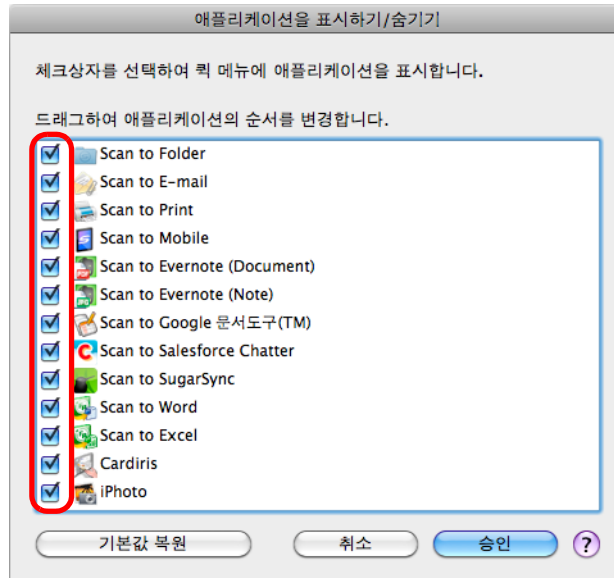 애플리케이션을 표시하기/숨기기
체크상자를 선택하여 퀵 메뉴에 애플리케이션을 표시합니다.
드래그하여 애플리케이션의 순서를 변경합니다.
Scan to Folder
Scan to E-mail
Scan to Print
Scan to Mobile
Scan to Evernote (Document)
Scan to Evernote (Note)
Scan to Google 문서도구(TM)
Scan to Salesforce Chatter
Scan to SugarSync
Scan to Word
Scan to Excel
Cardiris
iPhoto
기본값 복원 취소 승인 ?